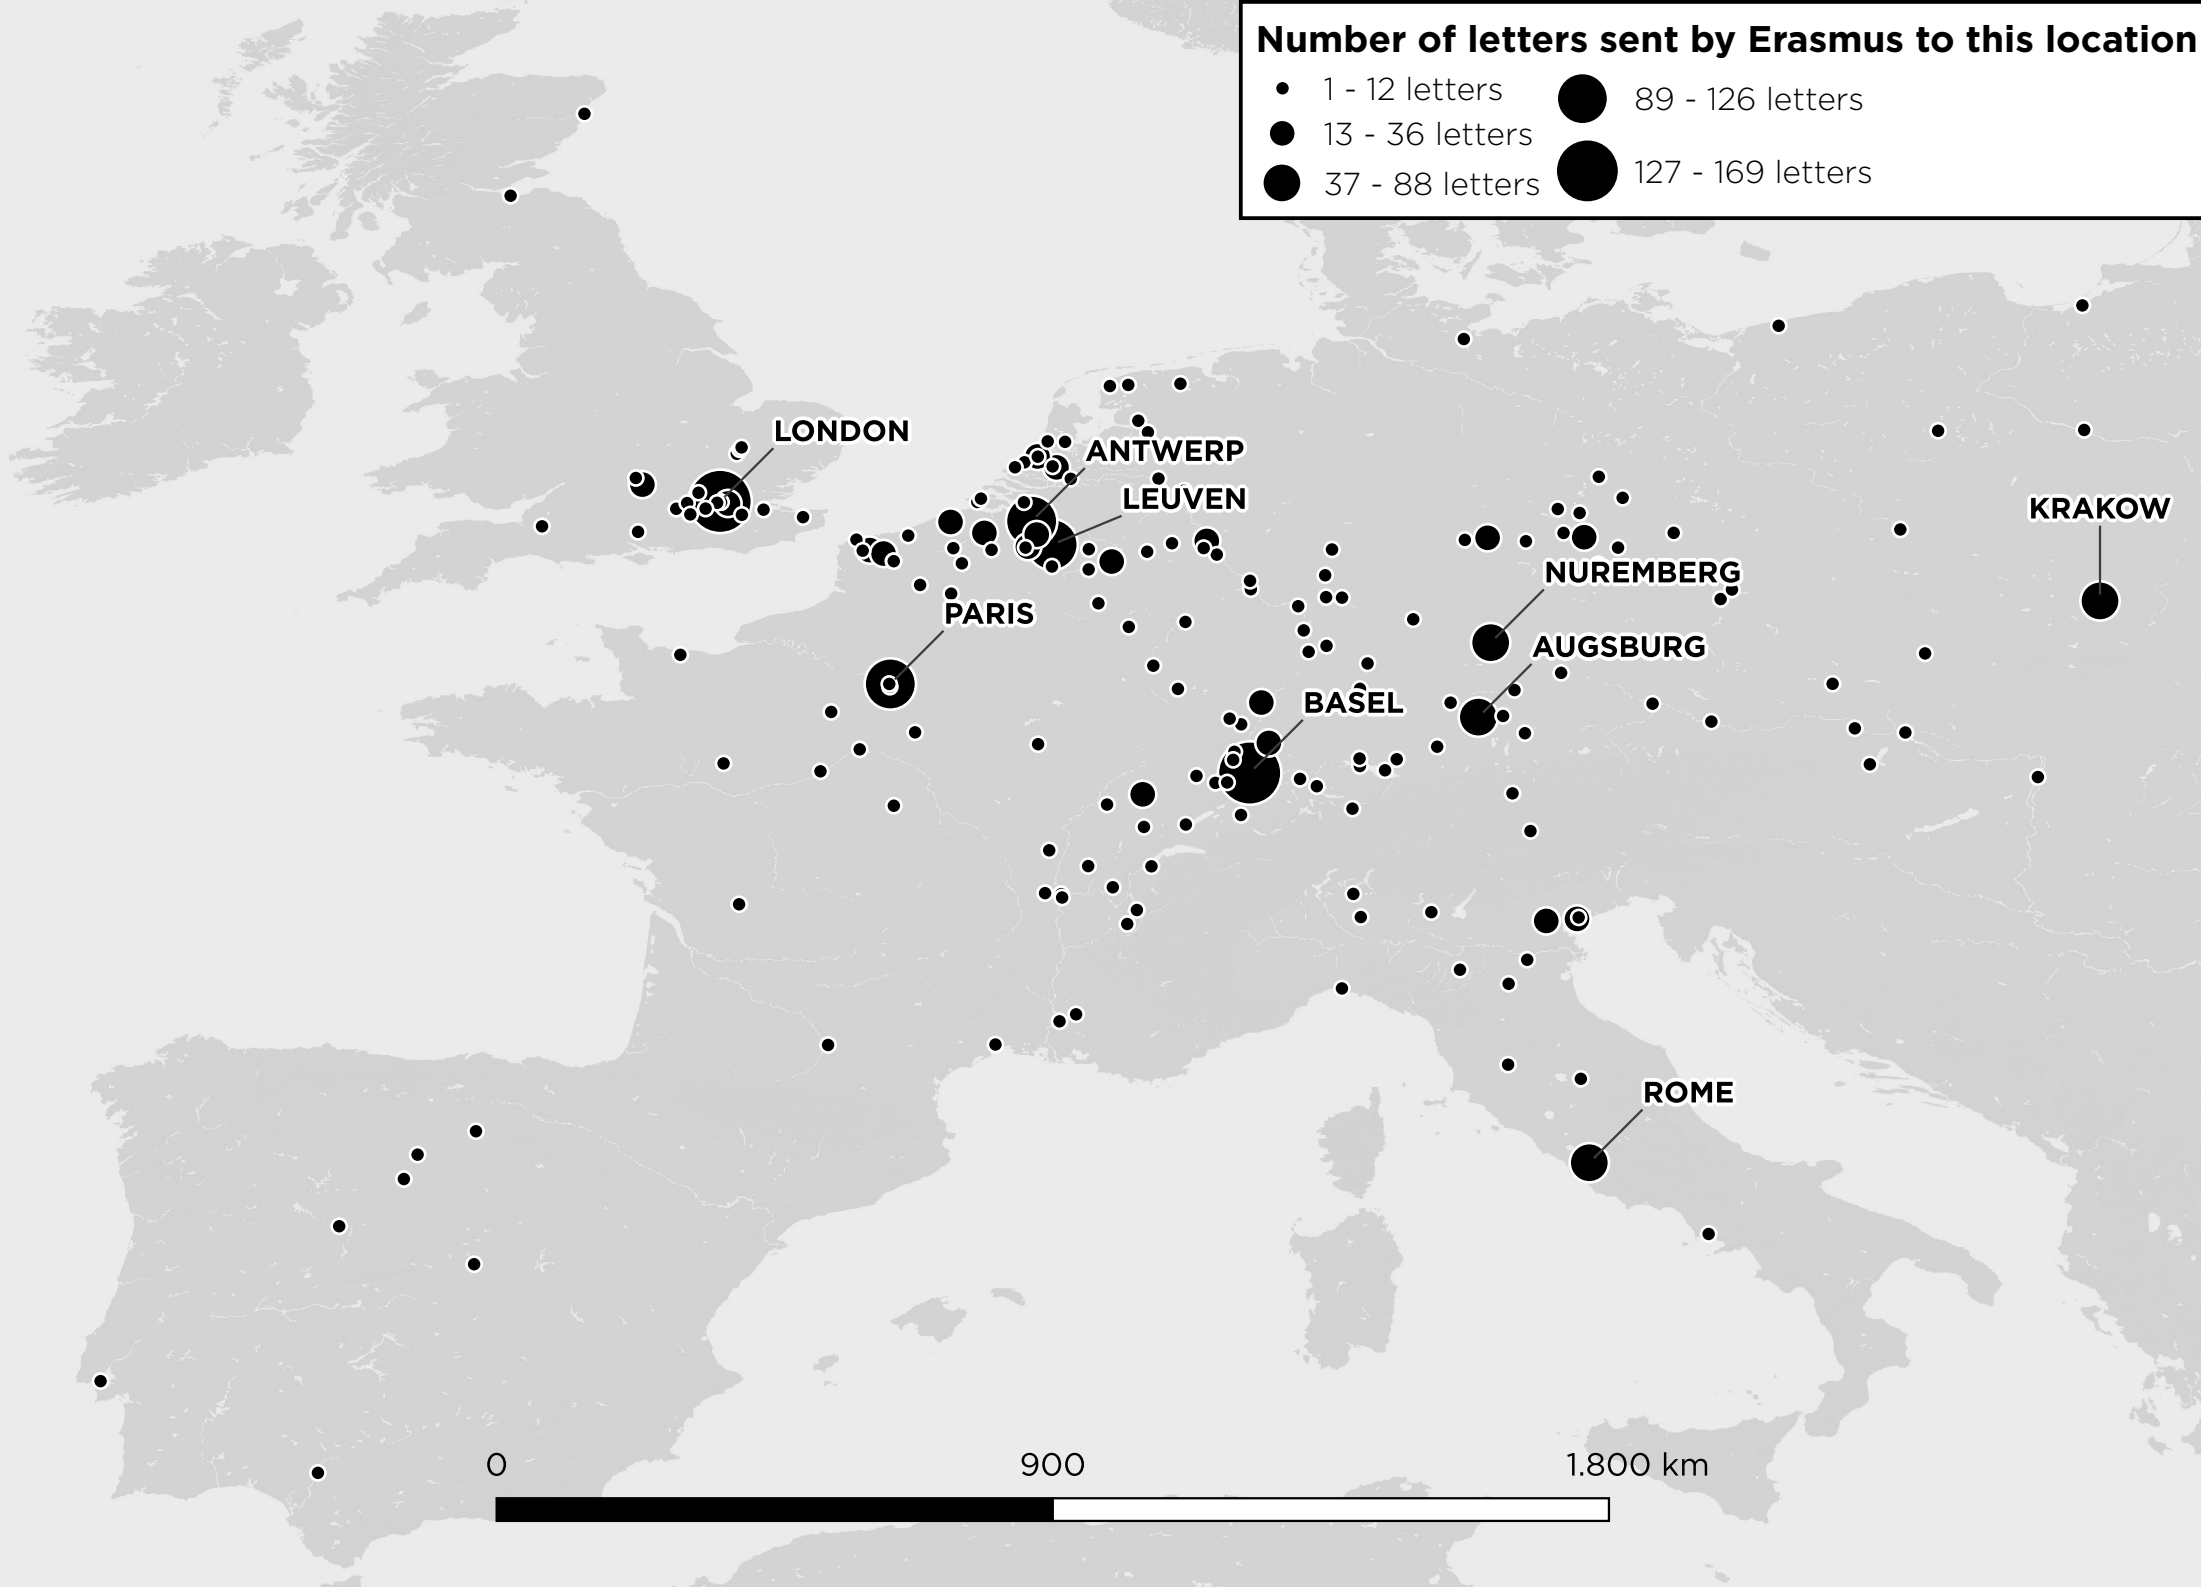 Number of letters sent by Erasmus to this location
1 - 12 letters
13 - 36 letters
37 - 88 letters
89 - 126 letters
127 - 169 letters
LONDON
ANTWERP
LEUVEN
KRAKOW
NUREMBERG
PARIS
AUGSBURG
BASEL
ROME
0 900 1.800 km